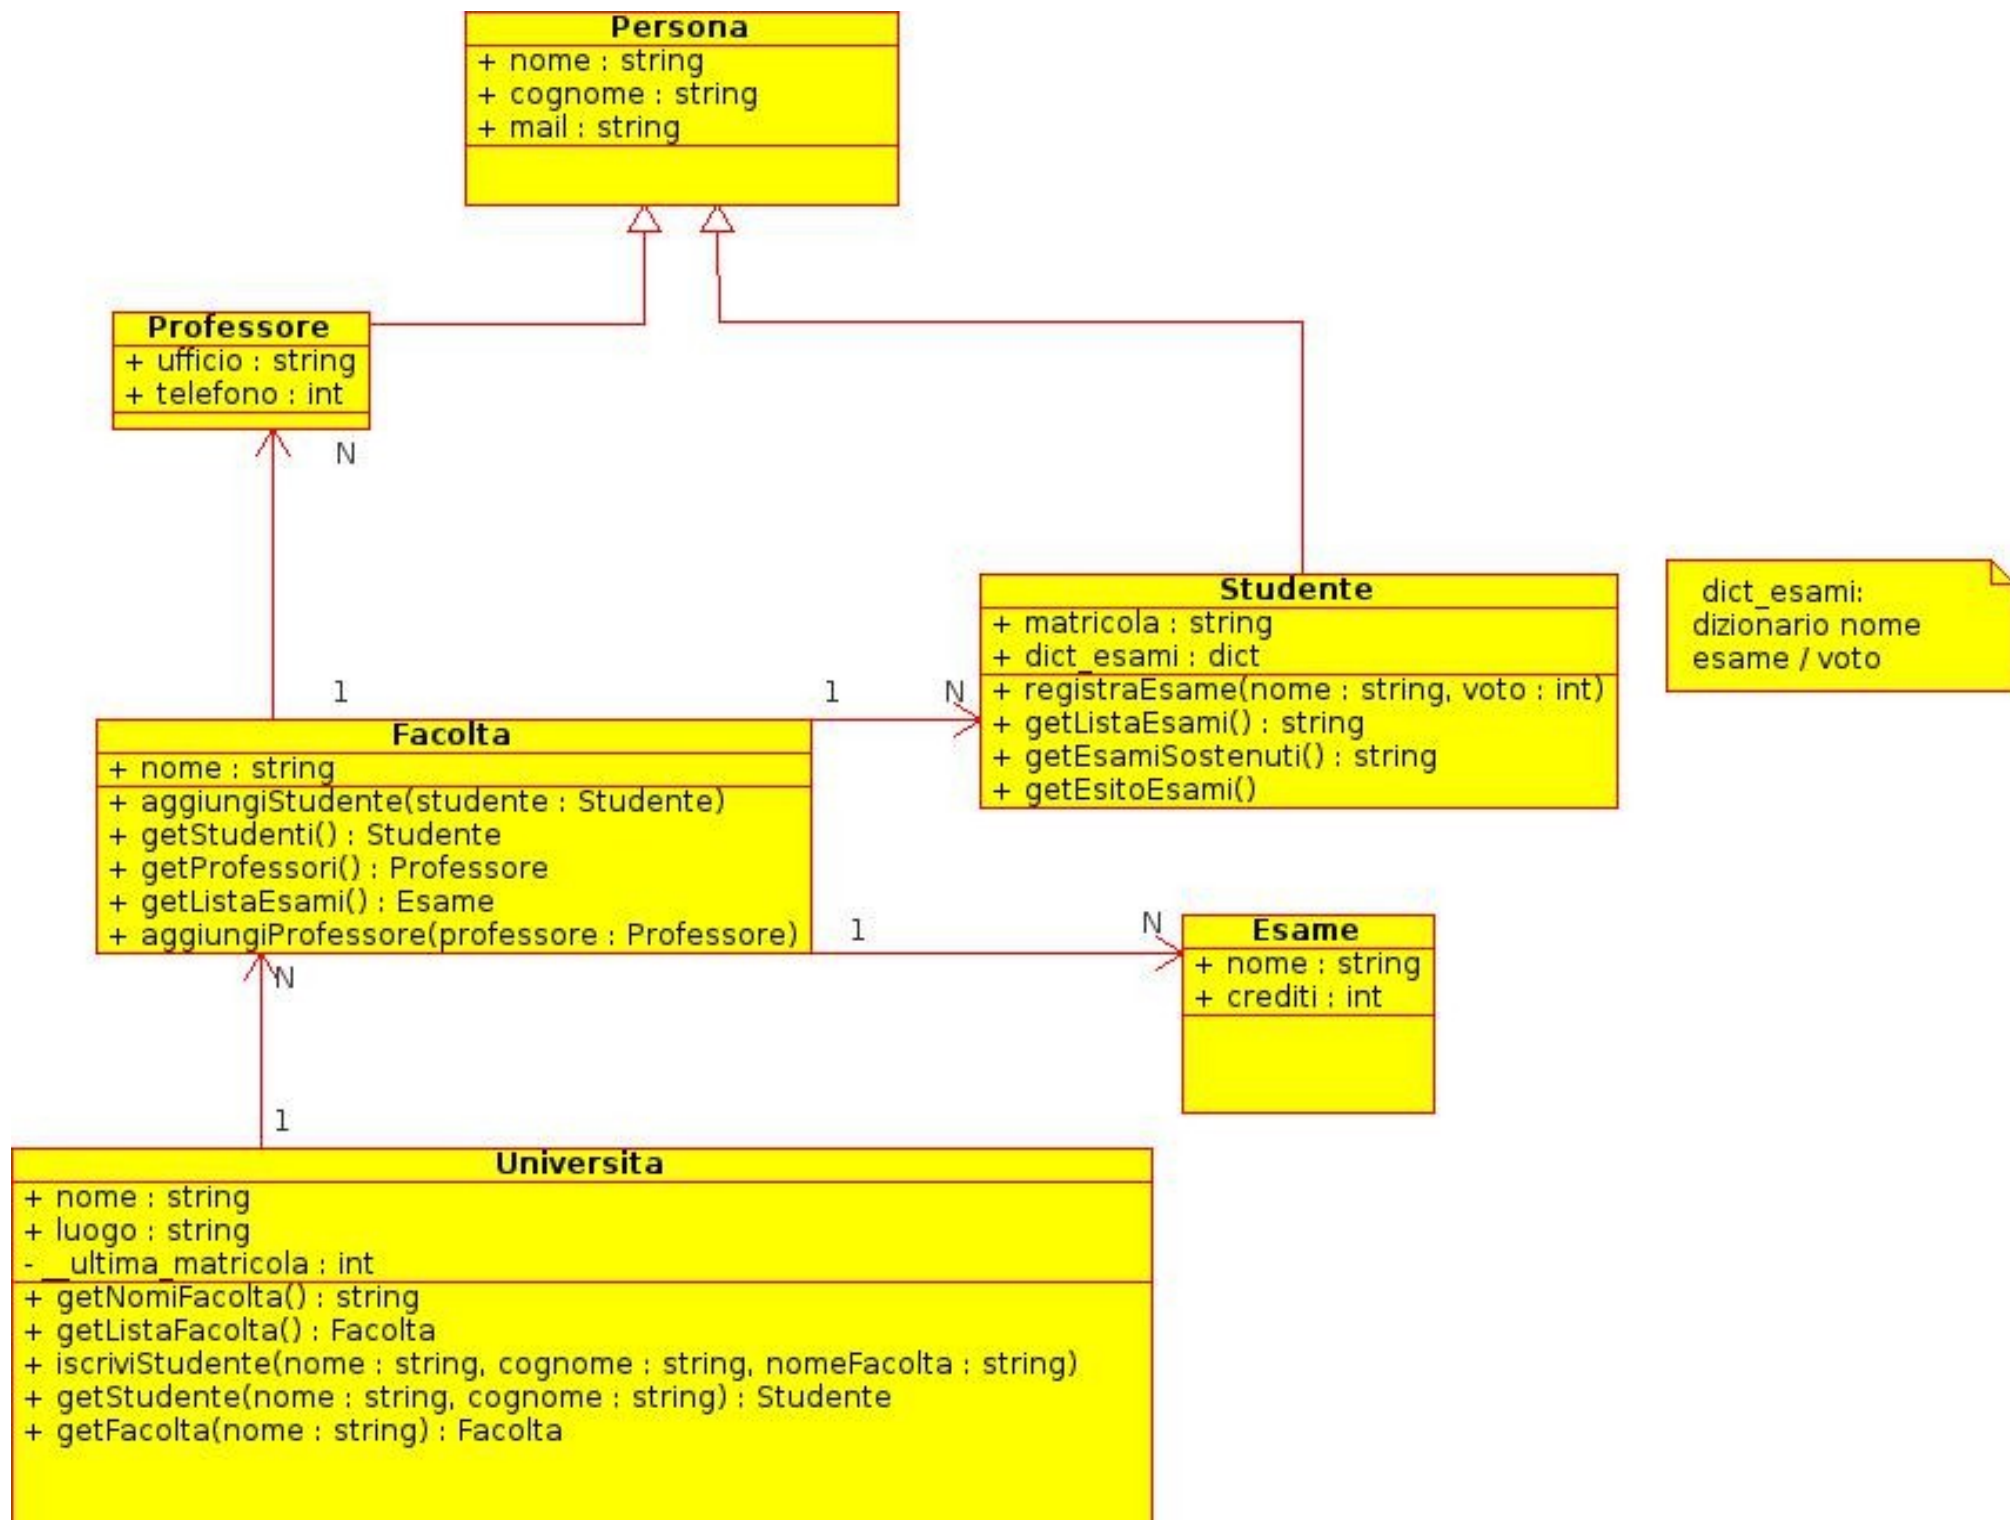 Persona
+ nome : string
+ cognome : string
+ mail : string
Professore
+ ufficio : string
+ telefono : int
N
1
Studente
+ matricola : string
+ dict_esami : dict
+ registraEsame(nome : string, voto : int)
+ getListaEsami() : string
+ getEsamiSostenuti() : string
+ getEsitoEsami()
dict_esami:
dizionario nome
esame / voto
1
N
Facolta
+ nome : string
+ aggiungiStudente(studente : Studente)
+ getStudenti() : Studente
+ getProfessori() : Professore
+ getListaEsami() : Esame
+ aggiungiProfessore(professore : Professore)
1
N
Esame
+ nome : string
+ crediti : int
N
1
Universita
+ nome : string
+ luogo : string
- __ultima_matricola : int
+ getNomiFacolta() : string
+ getListaFacolta() : Facolta
+ iscriviStudente(nome : string, cognome : string, nomeFacolta : string)
+ getStudente(nome : string, cognome : string) : Studente
+ getFacolta(nome : string) : Facolta